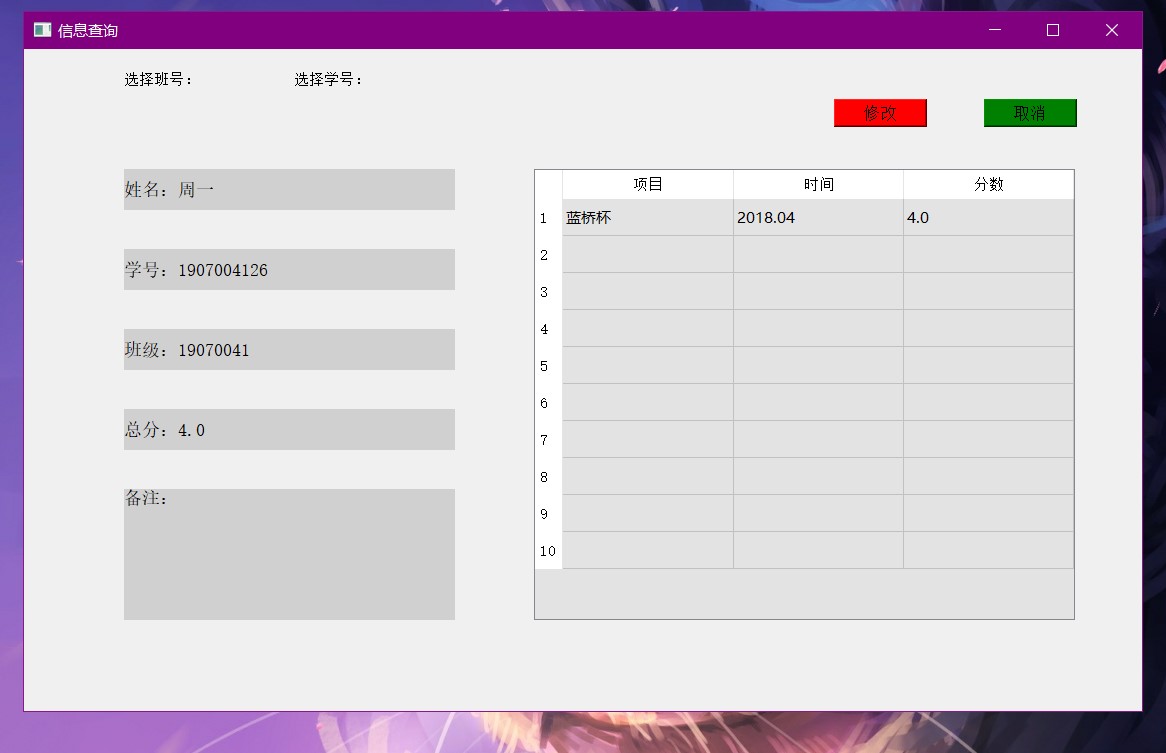 信息查询
选择班号： 选择学号：
修改 取消
姓名：周一
学号：1907004126
班级：19070041
总分：4.0
备注：
项目 时间 分数
1 蓝桥杯 2018.04 4.0
2
3
4
5
6
7
8
9
10